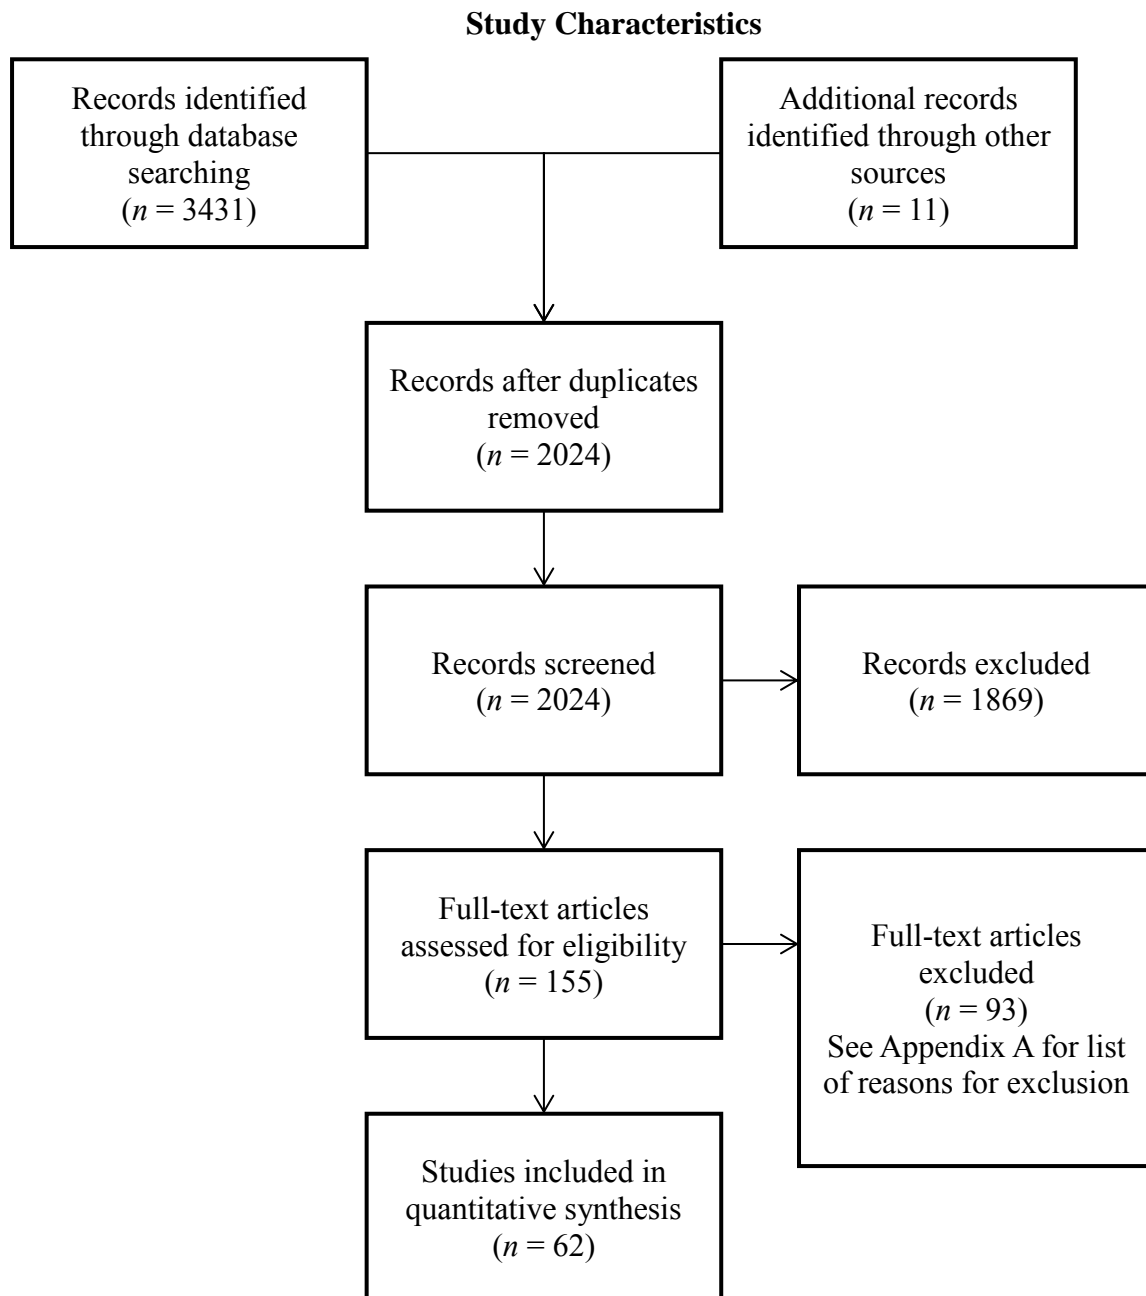 Study Characteristics
Records identified
through database
searching
(n = 3431)
Additional records
identified through other
sources
(n = 11)
Records after duplicates
removed
(n = 2024)
Records screened
(n = 2024)
Records excluded
(n = 1869)
Full-text articles
assessed for eligibility
(n = 155)
Full-text articles
excluded
(n = 93)
See Appendix A for list
of reasons for exclusion
Studies included in
quantitative synthesis
(n = 62)